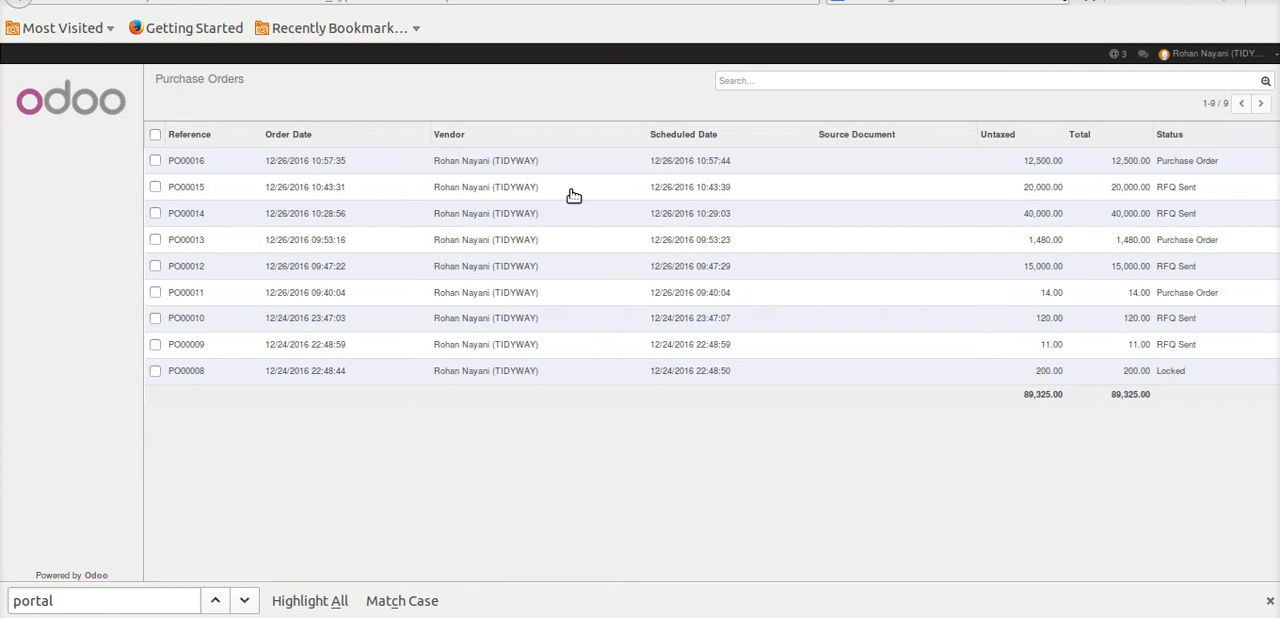 Most Visited
Getting Started
Recently Bookmark...
3
Rohan Nayani (TIDY...
odoo
Purchase Orders
Search...
1-9 / 9
Reference Order Date Vendor Scheduled Date Source Document Untaxed Total Status
PO00016 12/26/2016 10:57:35 Rohan Nayani (TIDYWAY) 12/26/2016 10:57:44 12,500.00 12,500.00 Purchase Order
PO00015 12/26/2016 10:43:31 Rohan Nayani (TIDYWAY) 12/26/2016 10:43:39 20,000.00 20,000.00 RFQ Sent
PO00014 12/26/2016 10:28:56 Rohan Nayani (TIDYWAY) 12/26/2016 10:29:03 40,000.00 40,000.00 RFQ Sent
PO00013 12/26/2016 09:53:16 Rohan Nayani (TIDYWAY) 12/26/2016 09:53:23 1,480.00 1,480.00 Purchase Order
PO00012 12/26/2016 09:47:22 Rohan Nayani (TIDYWAY) 12/26/2016 09:47:29 15,000.00 15,000.00 RFQ Sent
PO00011 12/26/2016 09:40:04 Rohan Nayani (TIDYWAY) 12/26/2016 09:40:04 14.00 14.00 Purchase Order
PO00010 12/24/2016 23:47:03 Rohan Nayani (TIDYWAY) 12/24/2016 23:47:07 120.00 120.00 RFQ Sent
PO00009 12/24/2016 22:48:59 Rohan Nayani (TIDYWAY) 12/24/2016 22:48:59 11.00 11.00 RFQ Sent
PO00008 12/24/2016 22:48:44 Rohan Nayani (TIDYWAY) 12/24/2016 22:48:50 200.00 200.00 Locked
89,325.00 89,325.00
Powered by Odoo
portal
Highlight All
Match Case